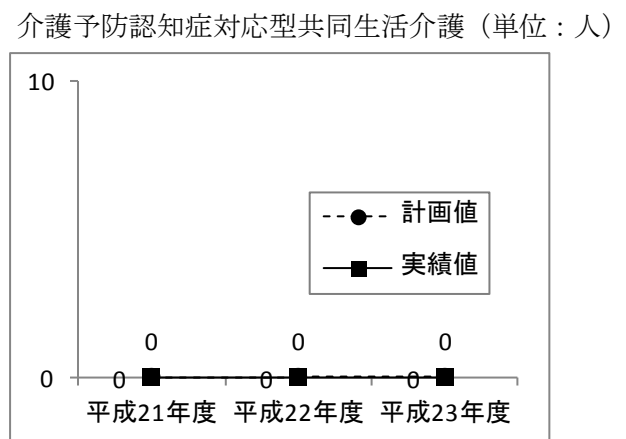 介護予防認知症対応型共同生活介護（単位：人）
10
計画値
実績値
0 0 0
0 0 0 0
平成21年度 平成22年度 平成23年度